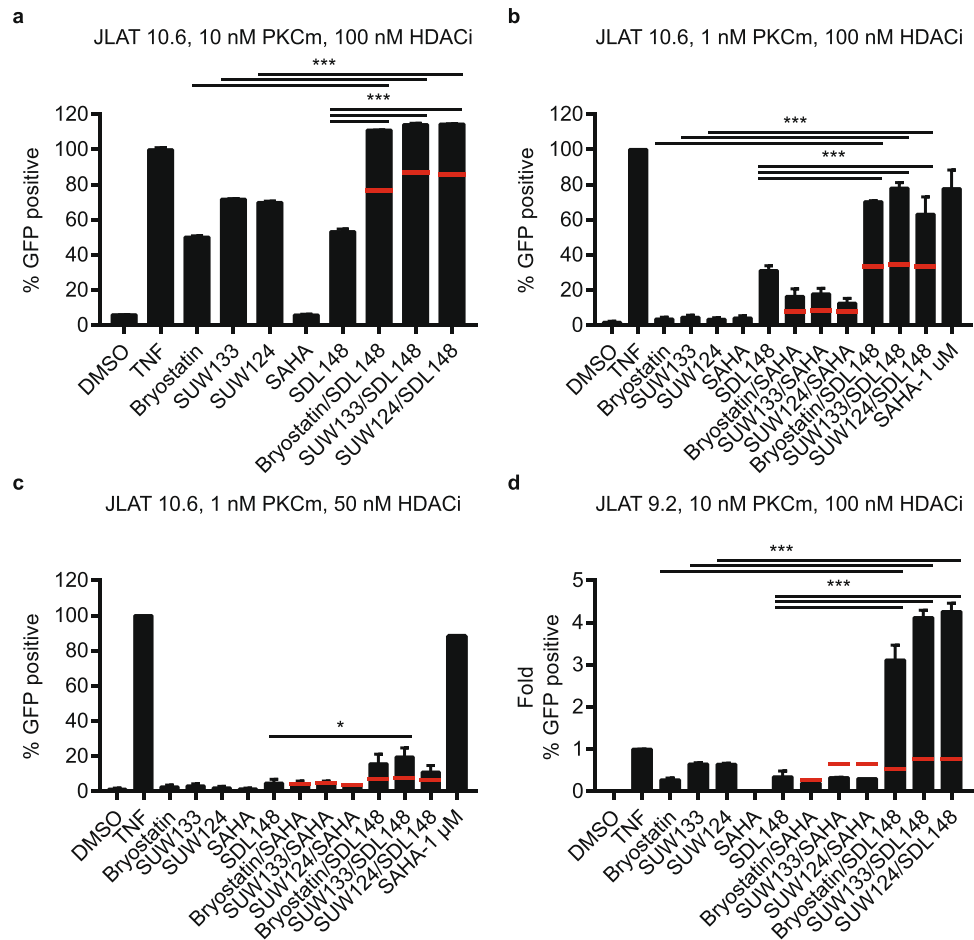 a
JLAT 10.6, 10 nM PKCm, 100 nM HDACi
***
***
120
100
80
60
40
20
0
% GFP positive
DMSO
TNF
Bryostatin
SUW133
SUW124
SAHA
SDL148
Bryostatin/SDL148
SUW133/SDL148
SUW124/SDL148
b
JLAT 10.6, 1 nM PKCm, 100 nM HDACi
***
***
120
100
80
60
40
20
0
% GFP positive
DMSO
TNF
Bryostatin
SUW133
SUW124
SAHA
SDL148
Bryostatin/SAHA
SUW133/SAHA
SUW124/SAHA
Bryostatin/SDL148
SUW133/SDL148
SUW124/SDL148
SAHA-1 uM
c
JLAT 10.6, 1 nM PKCm, 50 nM HDACi
*
120
100
80
60
40
20
0
% GFP positive
DMSO
TNF
Bryostatin
SUW133
SUW124
SAHA
SDL148
Bryostatin/SAHA
SUW133/SAHA
SUW124/SAHA
Bryostatin/SDL148
SUW133/SDL148
SUW124/SDL148
SAHA-1 µM
d
JLAT 9.2, 10 nM PKCm, 100 nM HDACi
***
***
5
4
3
2
1
0
Fold
% GFP positive
DMSO
TNF
Bryostatin
SUW133
SUW124
SAHA
SDL148
Bryostatin/SAHA
SUW133/SAHA
SUW124/SAHA
Bryostatin/SDL148
SUW133/SDL148
SUW124/SDL148